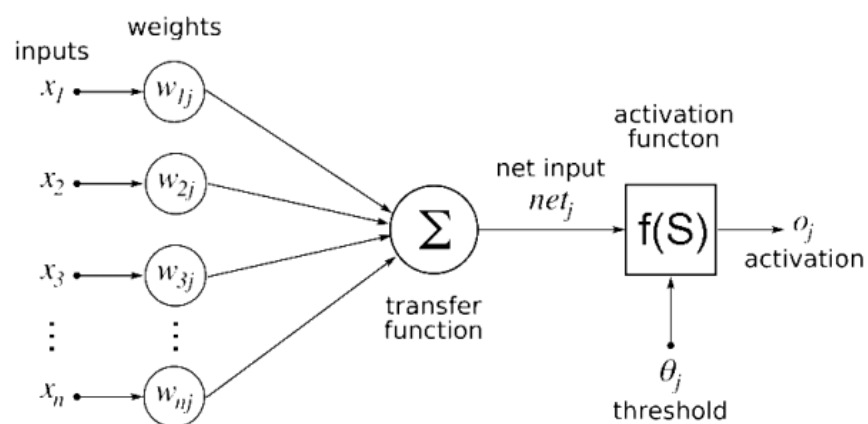 weights
inputs
x1
w1j
x2
w2j
x3
w3j
⋮
⋮
xn
wnj
Σ
transfer
function
net input
netj
activation
functon
f(S)
oj
activation
θj
threshold